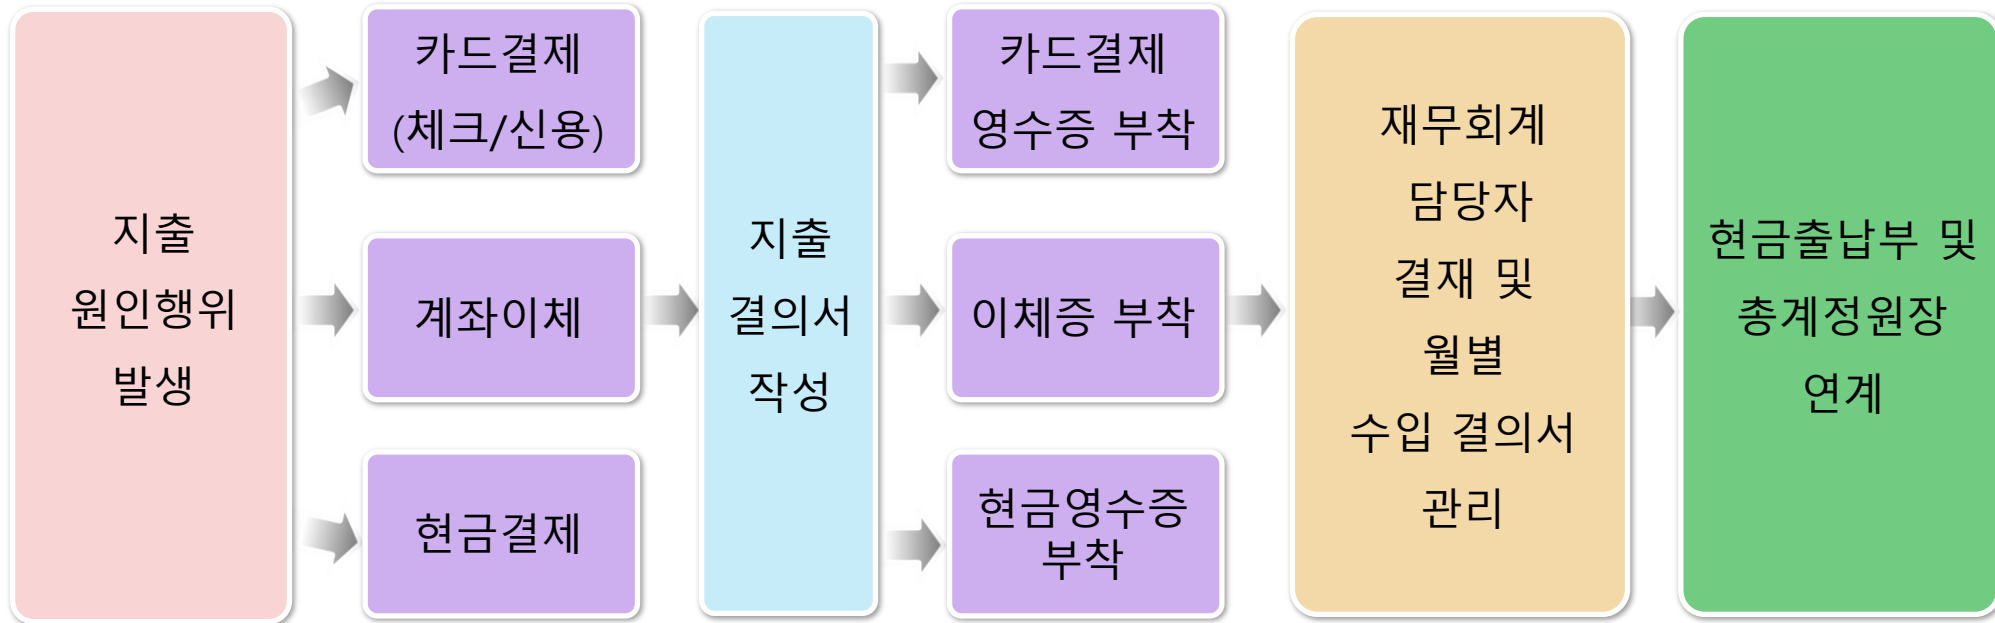 지출
원인행위
발생
카드결제
(체크/신용)
계좌이체
현금결제
지출
결의서
작성
카드결제
영수증 부착
이체증 부착
현금영수증
부착
재무회계
담당자
결재 및
월별
수입 결의서
관리
현금출납부 및
총계정원장
연계